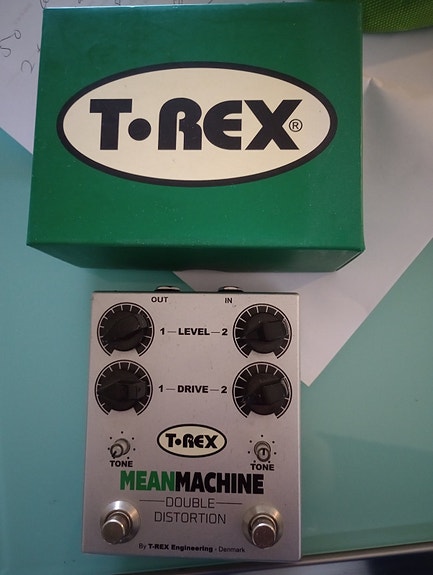 T•REX®
OUT IN
1 — LEVEL — 2
1 — DRIVE — 2
T•REX
TONE TONE
MEANMACHINE
DOUBLE
DISTORTION
By T-REX Engineering - Denmark